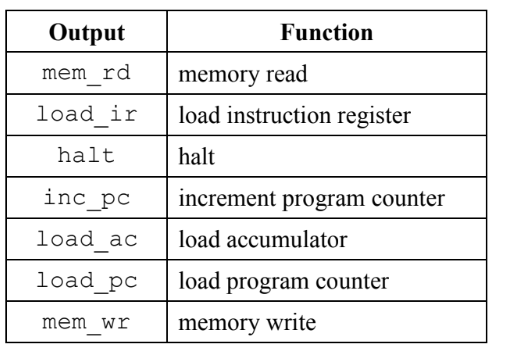 Output Function
mem_rd memory read
load_ir load instruction register
halt halt
inc_pc increment program counter
load_ac load accumulator
load_pc load program counter
mem_wr memory write